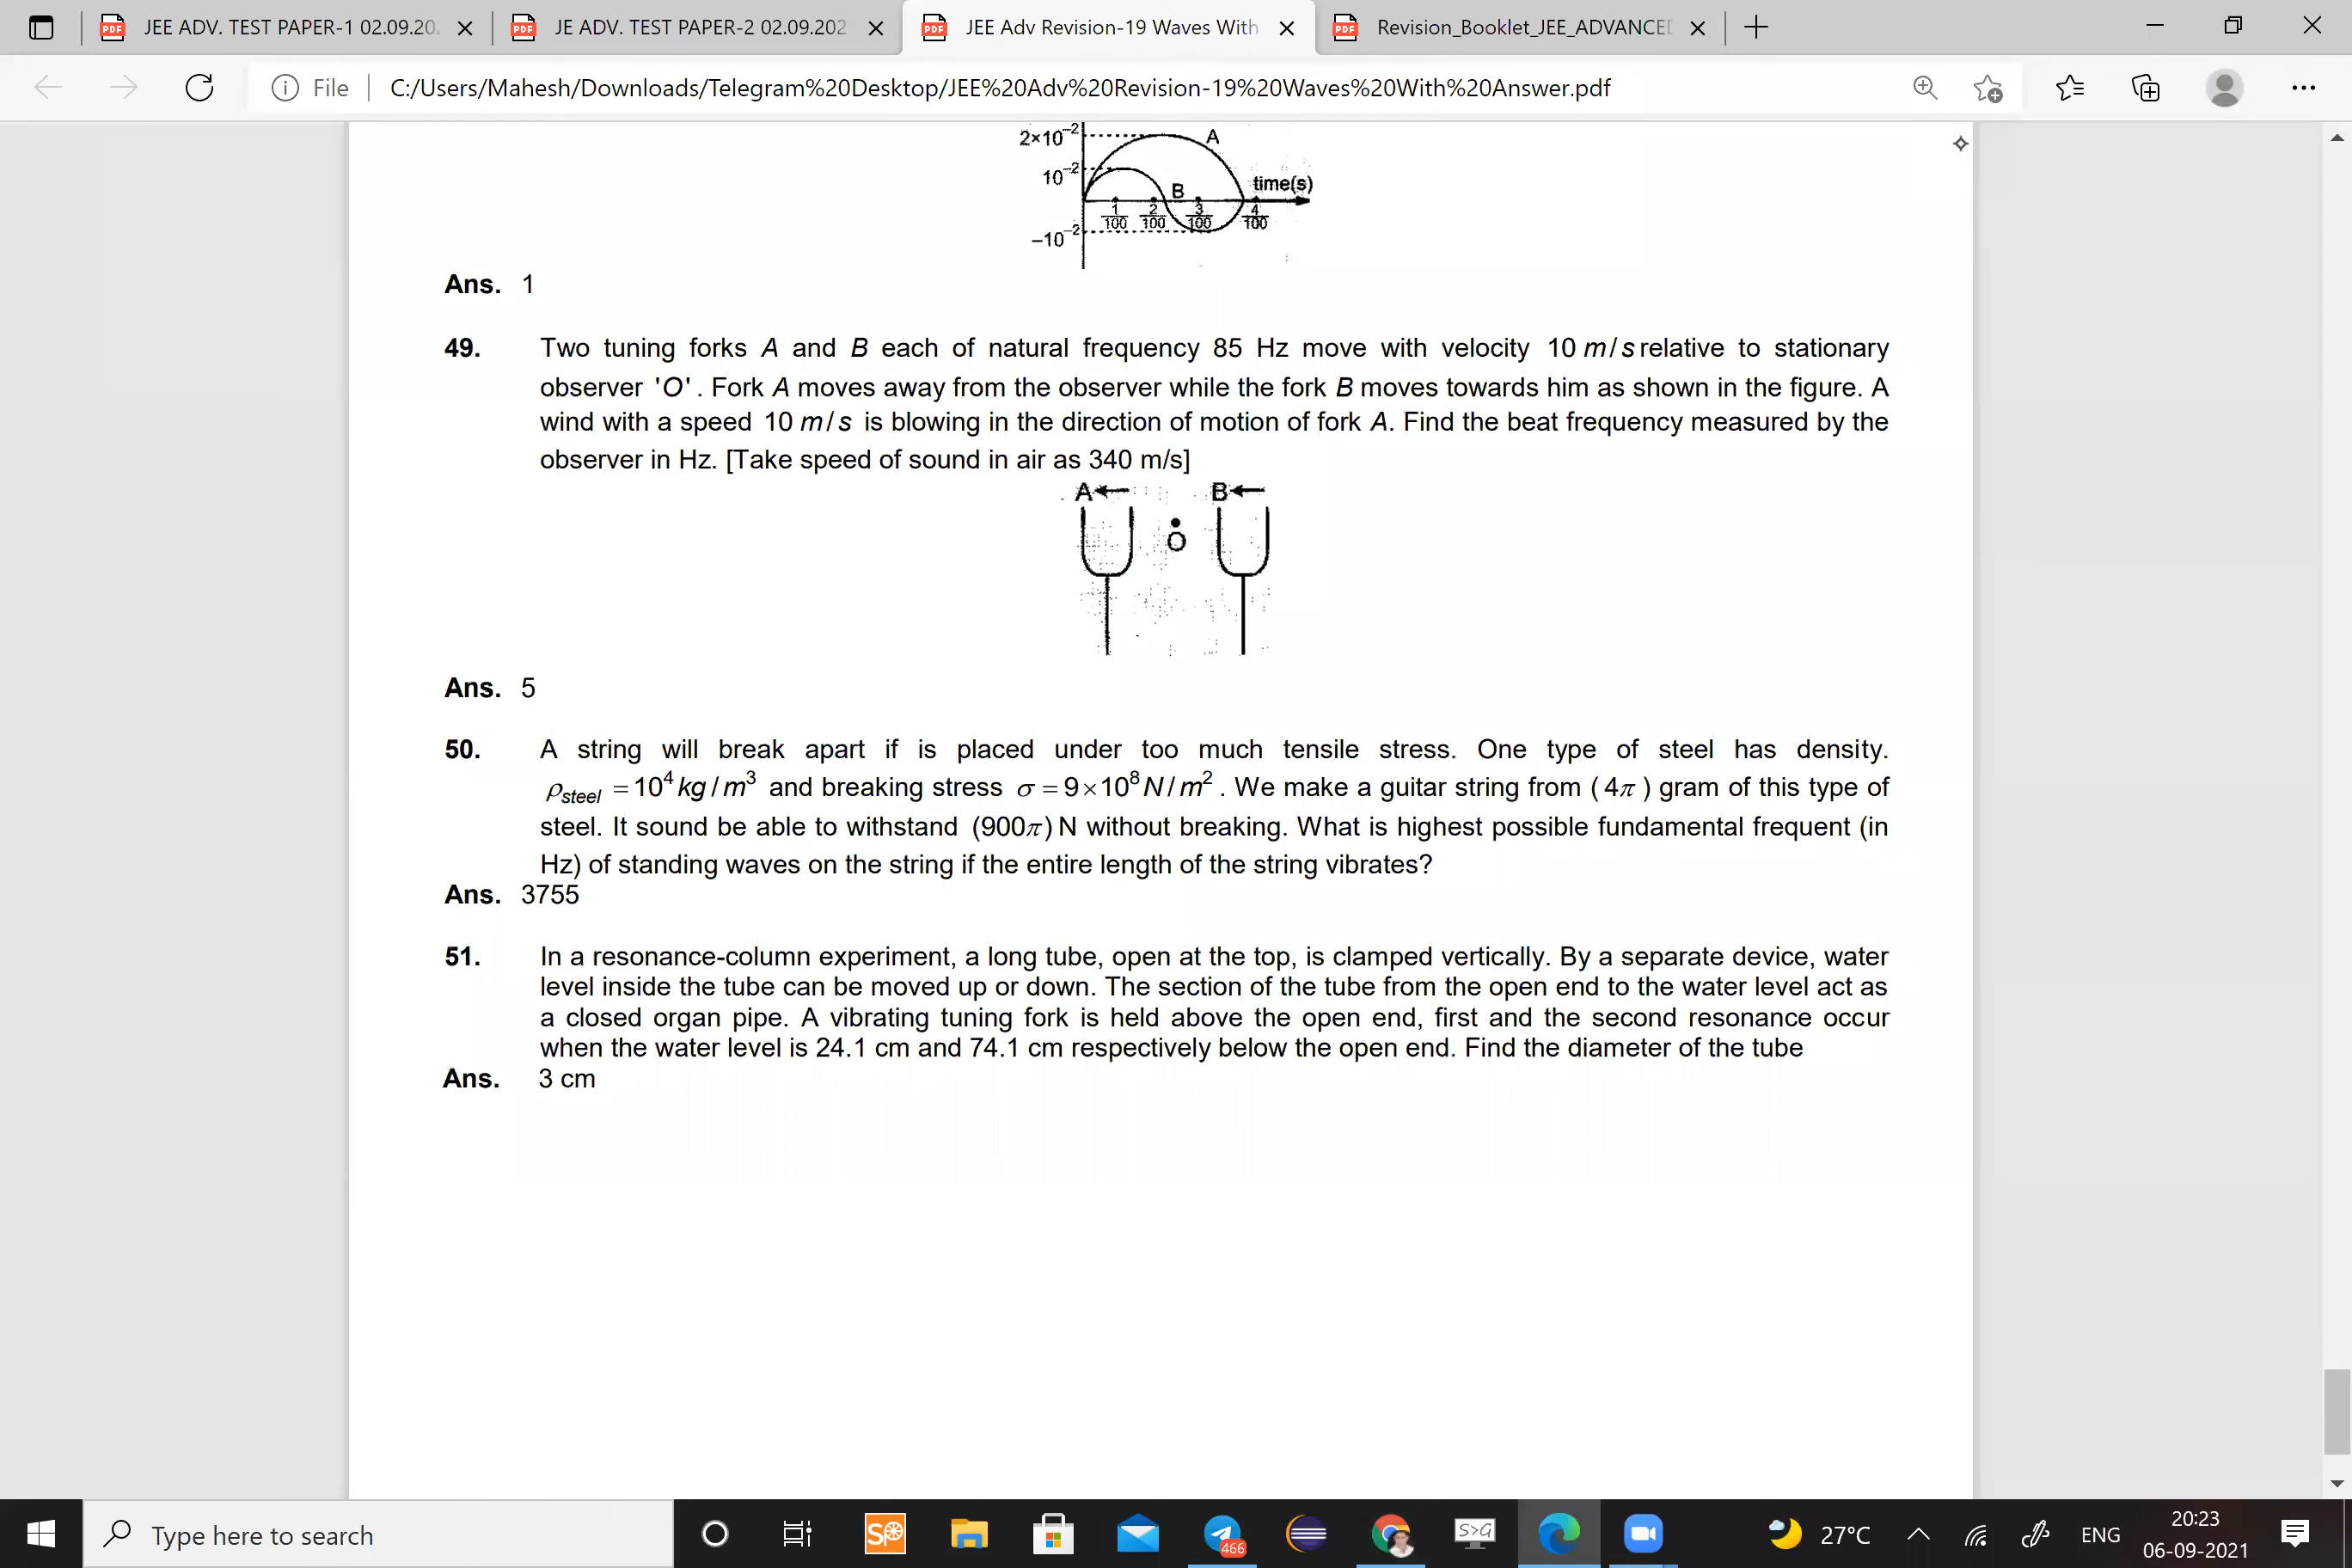 JEE ADV. TEST PAPER-1 02.09.20
JE ADV. TEST PAPER-2 02.09.202
JEE Adv Revision-19 Waves With
Revision_Booklet_JEE_ADVANCED
File
C:/Users/Mahesh/Downloads/Telegram%20Desktop/JEE%20Adv%20Revision-19%20Waves%20With%20Answer.pdf
2×10⁻²
A
10⁻²
B
time(s)
1/100 2/100 3/100 4/100
−10⁻²
Ans. 1
49. Two tuning forks A and B each of natural frequency 85 Hz move with velocity 10 m/s relative to stationary
observer 'O'. Fork A moves away from the observer while the fork B moves towards him as shown in the figure. A
wind with a speed 10 m/s is blowing in the direction of motion of fork A. Find the beat frequency measured by the
observer in Hz. [Take speed of sound in air as 340 m/s]
A B
O
Ans. 5
50. A string will break apart if is placed under too much tensile stress. One type of steel has density.
ρsteel = 10⁴ kg/m³ and breaking stress σ = 9×10⁸ N/m². We make a guitar string from (4π) gram of this type of
steel. It sound be able to withstand (900π) N without breaking. What is highest possible fundamental frequent (in
Hz) of standing waves on the string if the entire length of the string vibrates?
Ans. 3755
51. In a resonance-column experiment, a long tube, open at the top, is clamped vertically. By a separate device, water
level inside the tube can be moved up or down. The section of the tube from the open end to the water level act as
a closed organ pipe. A vibrating tuning fork is held above the open end, first and the second resonance occur
when the water level is 24.1 cm and 74.1 cm respectively below the open end. Find the diameter of the tube
Ans. 3 cm
Type here to search
466
S>G
27°C
ENG
20:23
06-09-2021